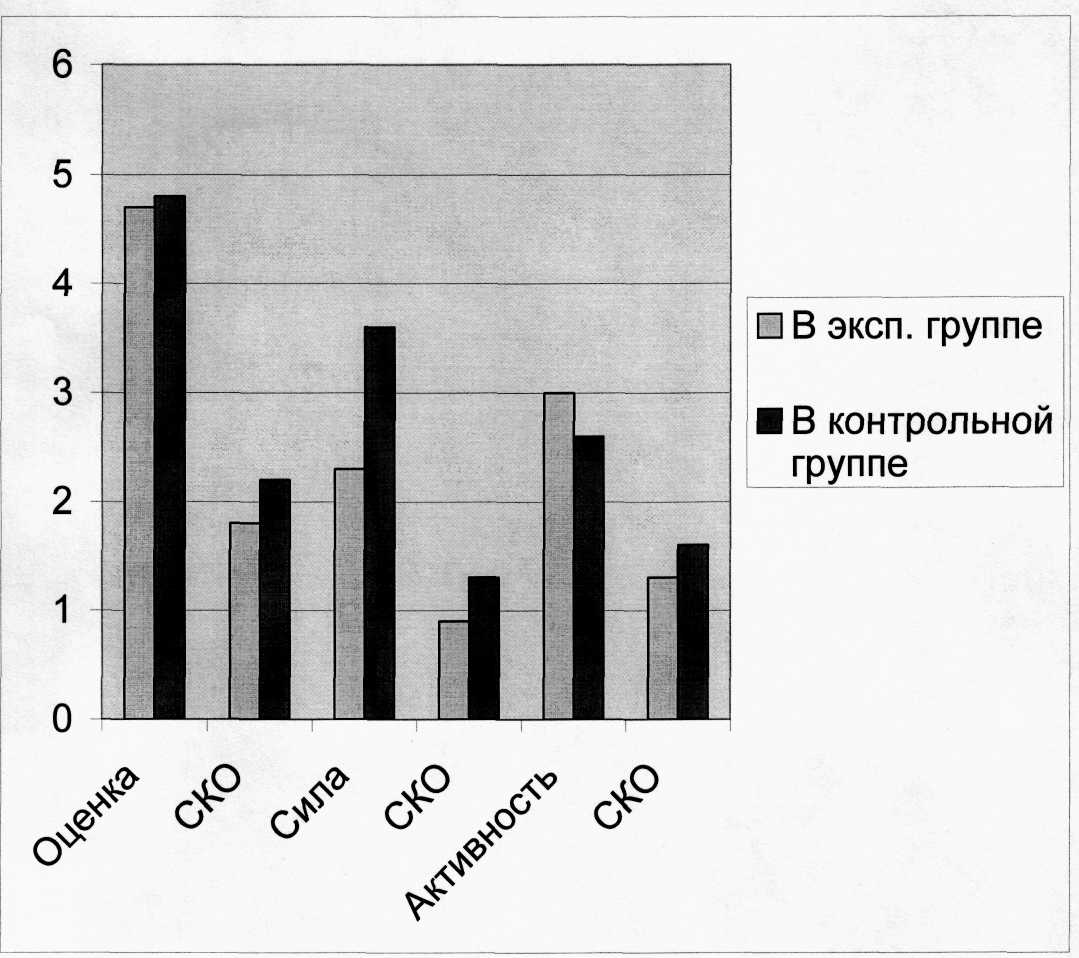 6
5
4
3
2
1
0
Оценка
СКО
Сила
СКО
Активность
СКО
В эксп. группе
В контрольной
группе